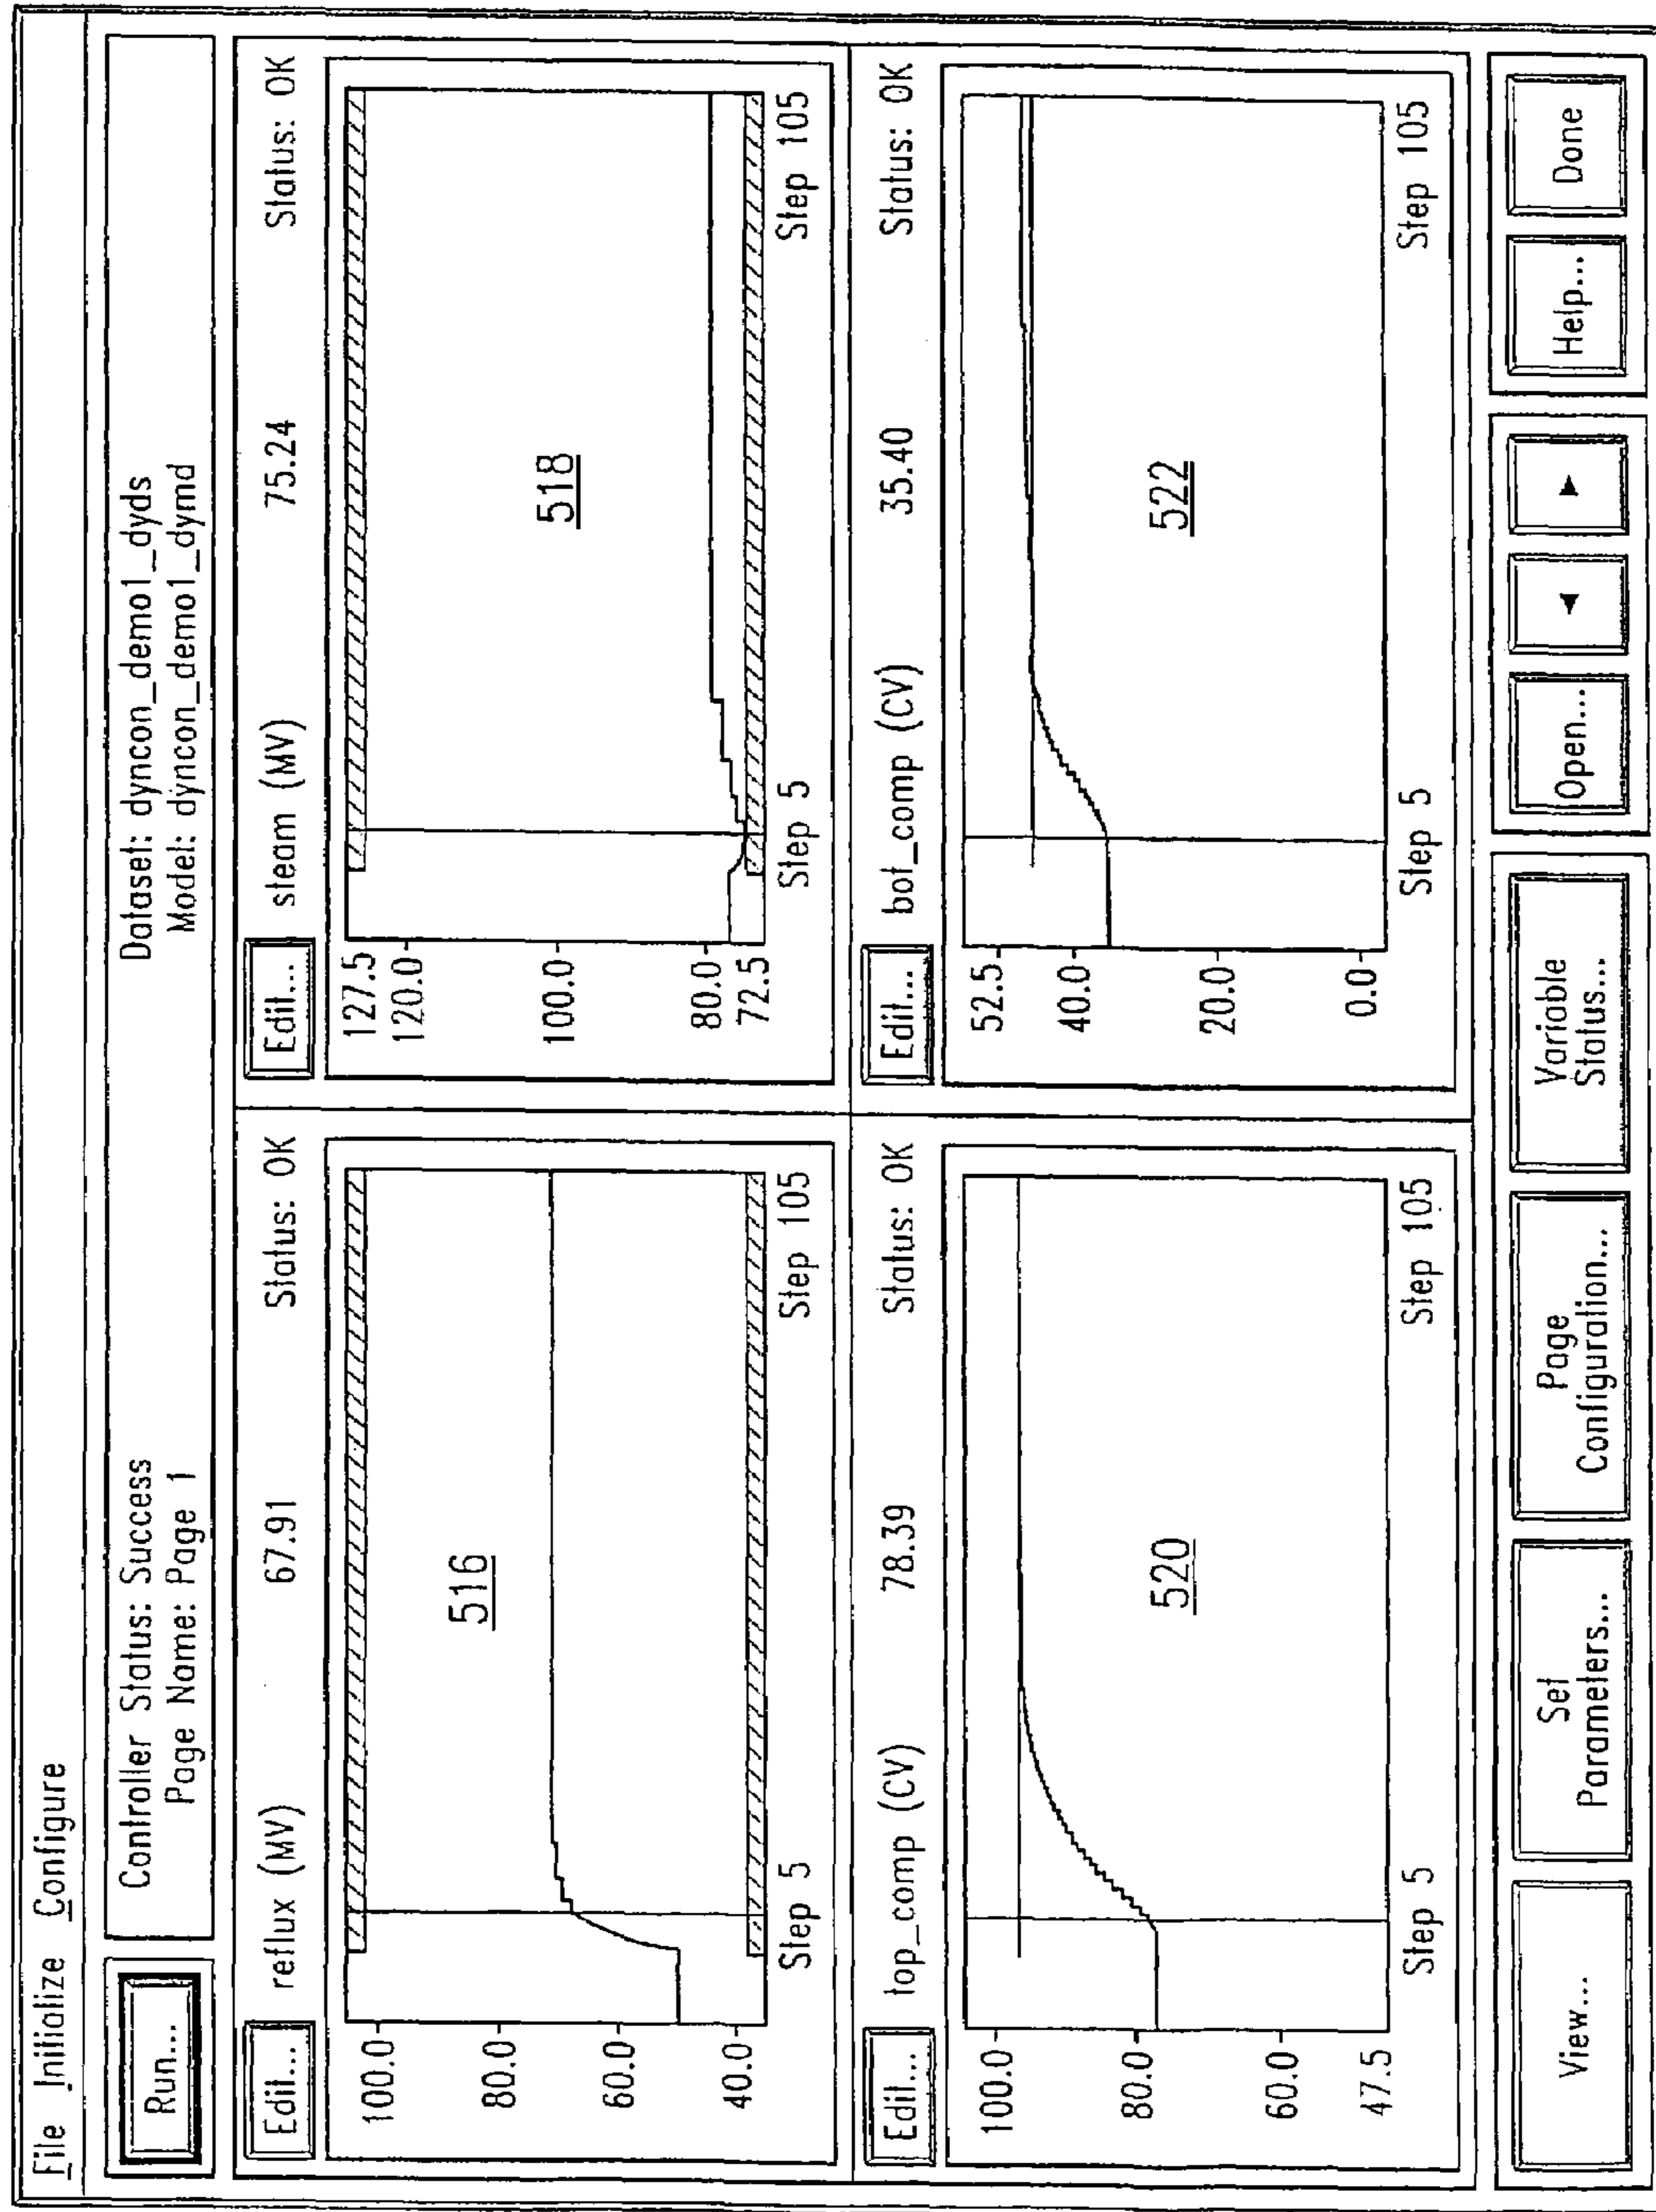 File Initialize Configure
Run...
Controller Status: Success
Page Name: Page 1
Dataset: dyncon_demo1_dyds
Model: dyncon_demo1_dymd
Edit... reflux (MV) 67.91 Status: OK
100.0
80.0
60.0
40.0
516
Step 5 Step 105
Edit... steam (MV) 75.24 Status: OK
127.5
120.0
100.0
80.0
72.5
518
Step 5 Step 105
Edit... top_comp (CV) 78.39 Status: OK
100.0
80.0
60.0
47.5
520
Step 5 Step 105
Edit... bot_comp (CV) 35.40 Status: OK
52.5
40.0
20.0
0.0
522
Step 5 Step 105
View...
Set
Parameters...
Page
Configuration...
Variable
Status...
Open...
Help...
Done